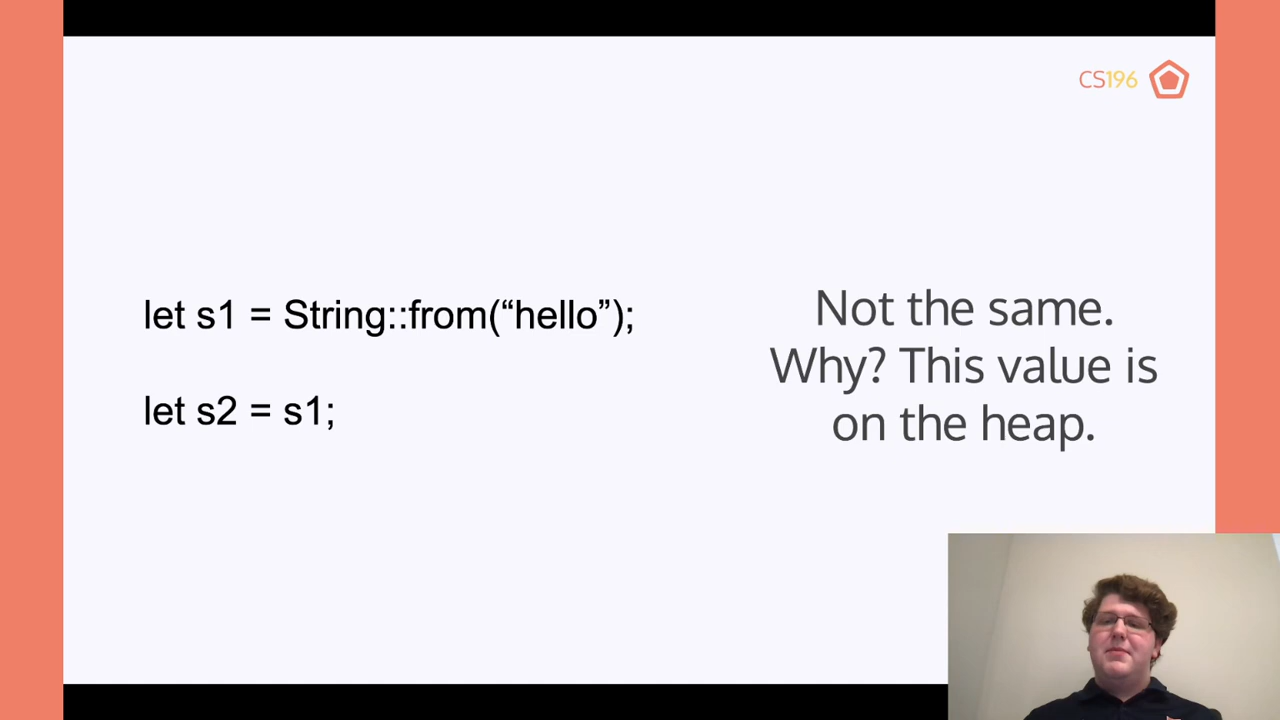 CS196
let s1 = String::from(“hello”);
let s2 = s1;
Not the same.
Why? This value is
on the heap.